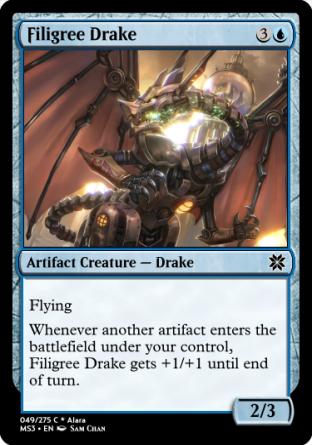 Filigree Drake 3
Artifact Creature — Drake
Flying
Whenever another artifact enters the
battlefield under your control,
Filigree Drake gets +1/+1 until end
of turn.
2/3
049/275 C * Alara
MS3 • EN Sam Chan